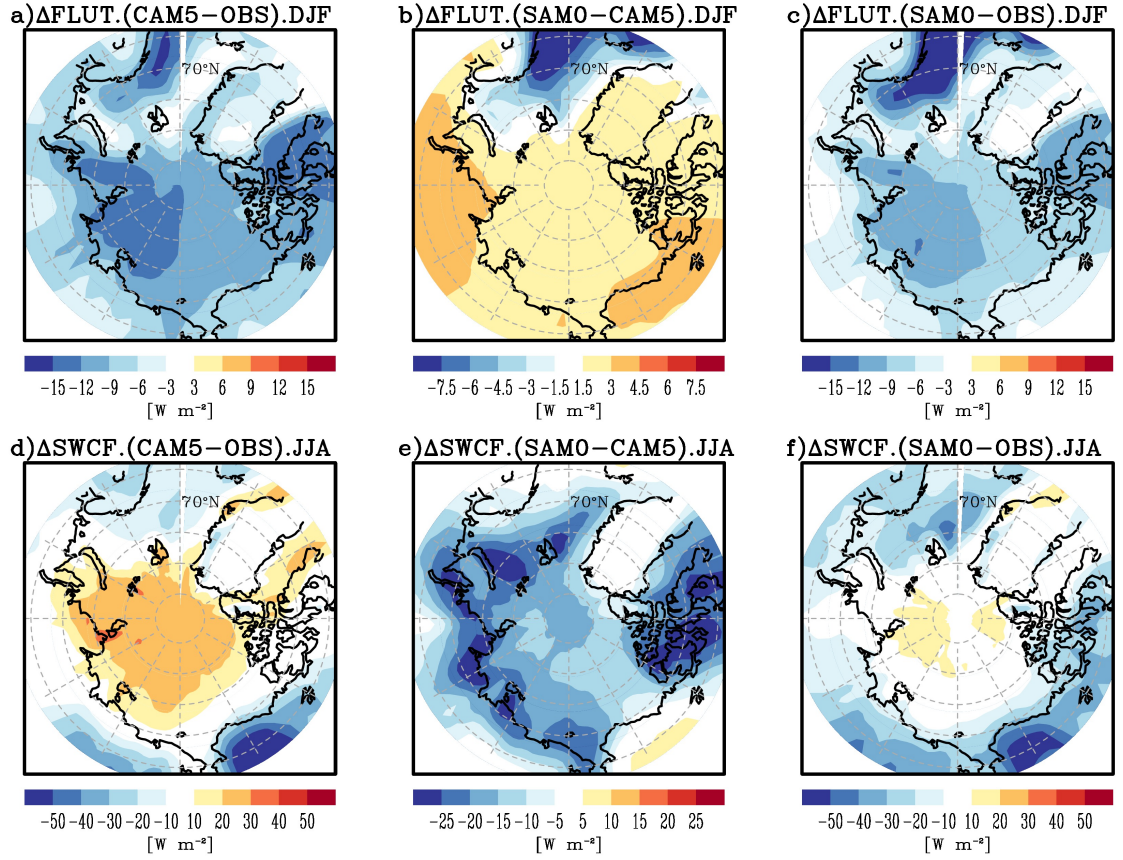 a)ΔFLUT.(CAM5−OBS).DJF
b)ΔFLUT.(SAM0−CAM5).DJF
c)ΔFLUT.(SAM0−OBS).DJF
70°N
70°N
70°N
−15 −12 −9 −6 −3 3 6 9 12 15
−7.5 −6 −4.5 −3 −1.5 1.5 3 4.5 6 7.5
−15 −12 −9 −6 −3 3 6 9 12 15
[W m⁻²]
[W m⁻²]
[W m⁻²]
d)ΔSWCF.(CAM5−OBS).JJA
e)ΔSWCF.(SAM0−CAM5).JJA
f)ΔSWCF.(SAM0−OBS).JJA
70°N
70°N
70°N
−50 −40 −30 −20 −10 10 20 30 40 50
−25 −20 −15 −10 −5 5 10 15 20 25
−50 −40 −30 −20 −10 10 20 30 40 50
[W m⁻²]
[W m⁻²]
[W m⁻²]